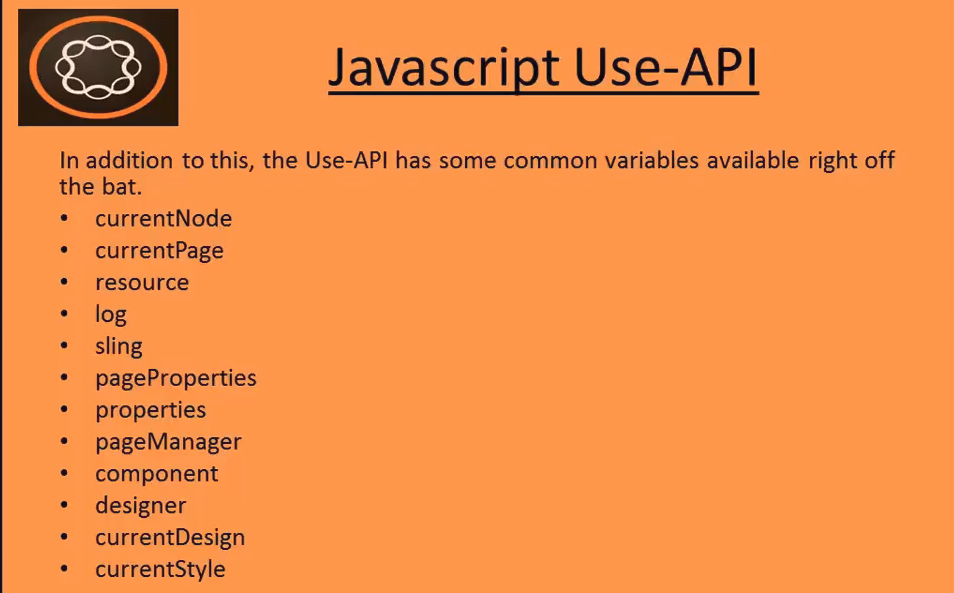 Javascript Use-API
In addition to this, the Use-API has some common variables available right off
the bat.
• currentNode
• currentPage
• resource
• log
• sling
• pageProperties
• properties
• pageManager
• component
• designer
• currentDesign
• currentStyle